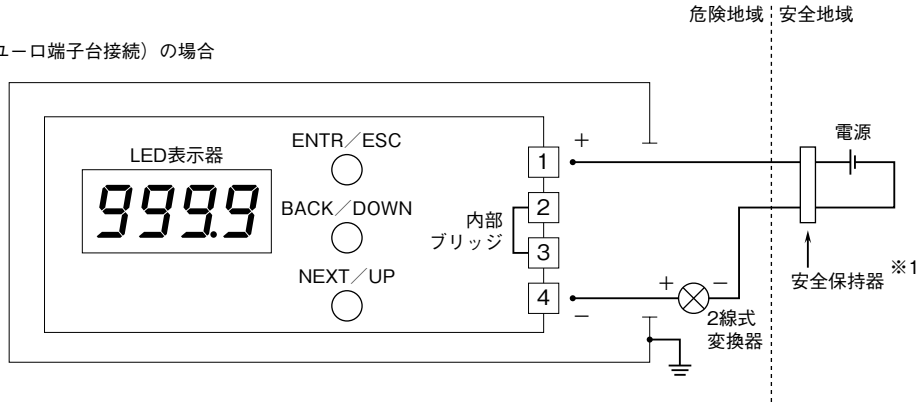 危険地域 安全地域
ユーロ端子台接続）の場合
LED表示器
999.9
ENTR／ESC
BACK／DOWN
NEXT／UP
内部
ブリッジ
1
2
3
4
＋
－
＋ －
2線式
変換器
電源
安全保持器 ※1